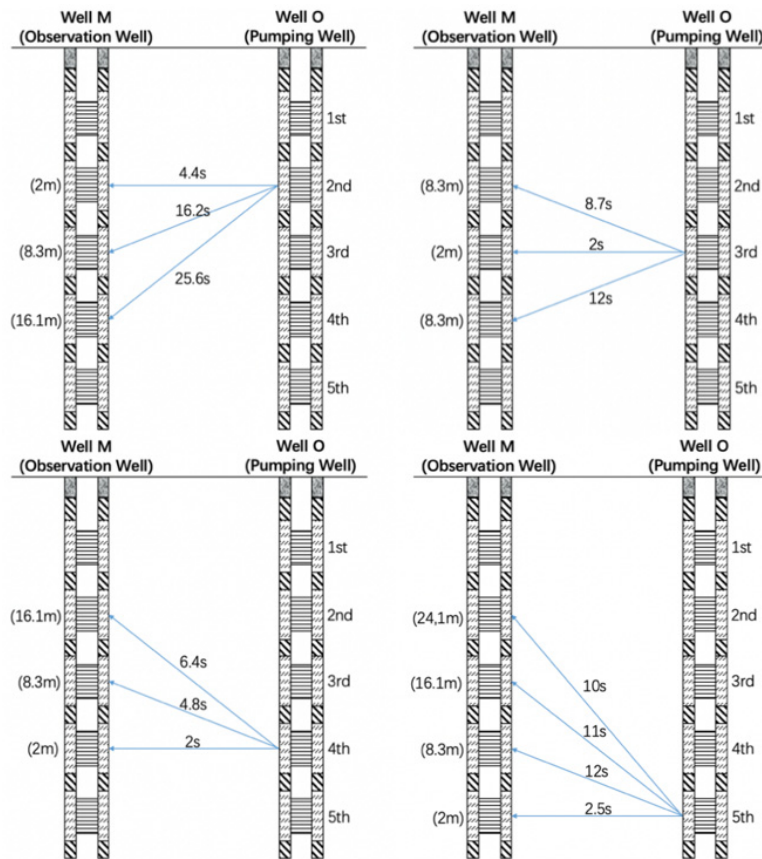 Well M
(Observation Well)
Well O
(Pumping Well)
1st
(2m)
4.4s
2nd
16.2s
(8.3m)
3rd
25.6s
(16.1m)
4th
5th
Well M
(Observation Well)
Well O
(Pumping Well)
1st
(8.3m)
8.7s
2nd
(2m)
2s
3rd
12s
(8.3m)
4th
5th
Well M
(Observation Well)
Well O
(Pumping Well)
1st
(16.1m)
2nd
6.4s
(8.3m)
4.8s
3rd
2s
(2m)
4th
5th
Well M
(Observation Well)
Well O
(Pumping Well)
1st
(24,1m)
2nd
10s
(16.1m)
3rd
11s
(8.3m)
12s
4th
2.5s
(2m)
5th